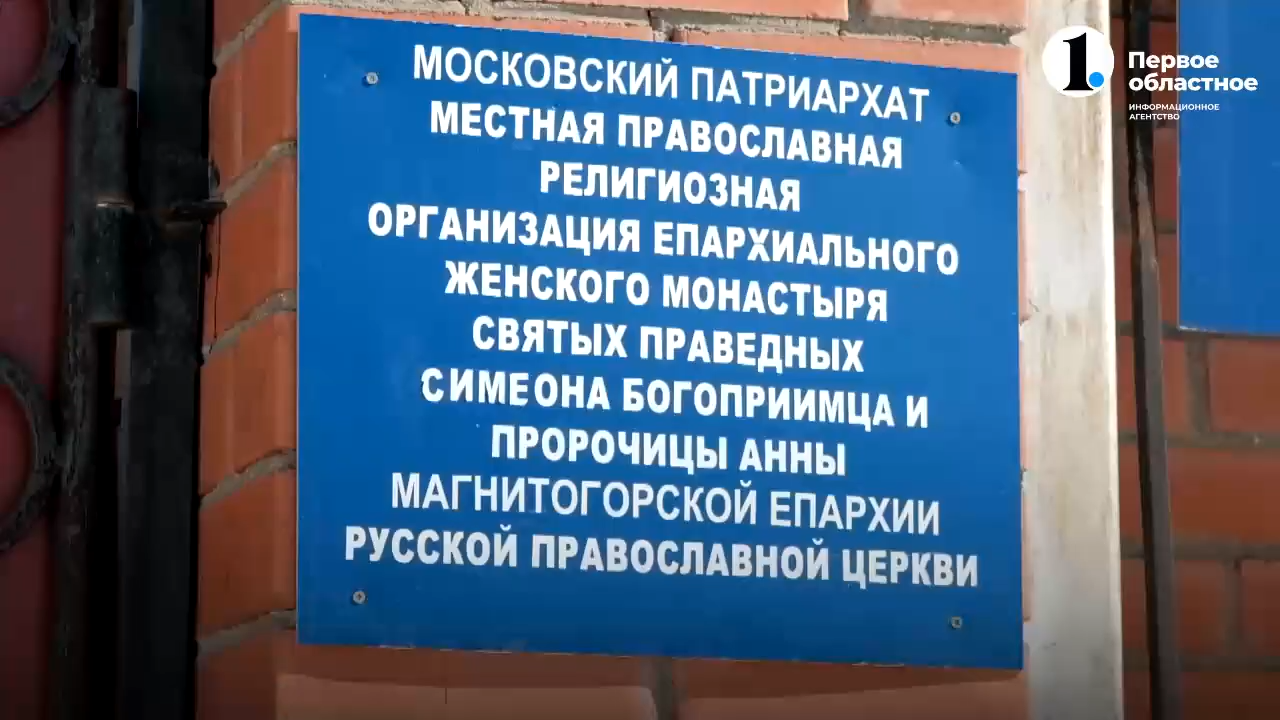 МОСКОВСКИЙ ПАТРИАРХАТ
МЕСТНАЯ ПРАВОСЛАВНАЯ
РЕЛИГИОЗНАЯ
ОРГАНИЗАЦИЯ ЕПАРХИАЛЬНОГО
ЖЕНСКОГО МОНАСТЫРЯ
СВЯТЫХ ПРАВЕДНЫХ
СИМЕОНА БОГОПРИИМЦА И
ПРОРОЧИЦЫ АННЫ
МАГНИТОГОРСКОЙ ЕПАРХИИ
РУССКОЙ ПРАВОСЛАВНОЙ ЦЕРКВИ
1.
Первое
областное
ИНФОРМАЦИОННОЕ
АГЕНТСТВО